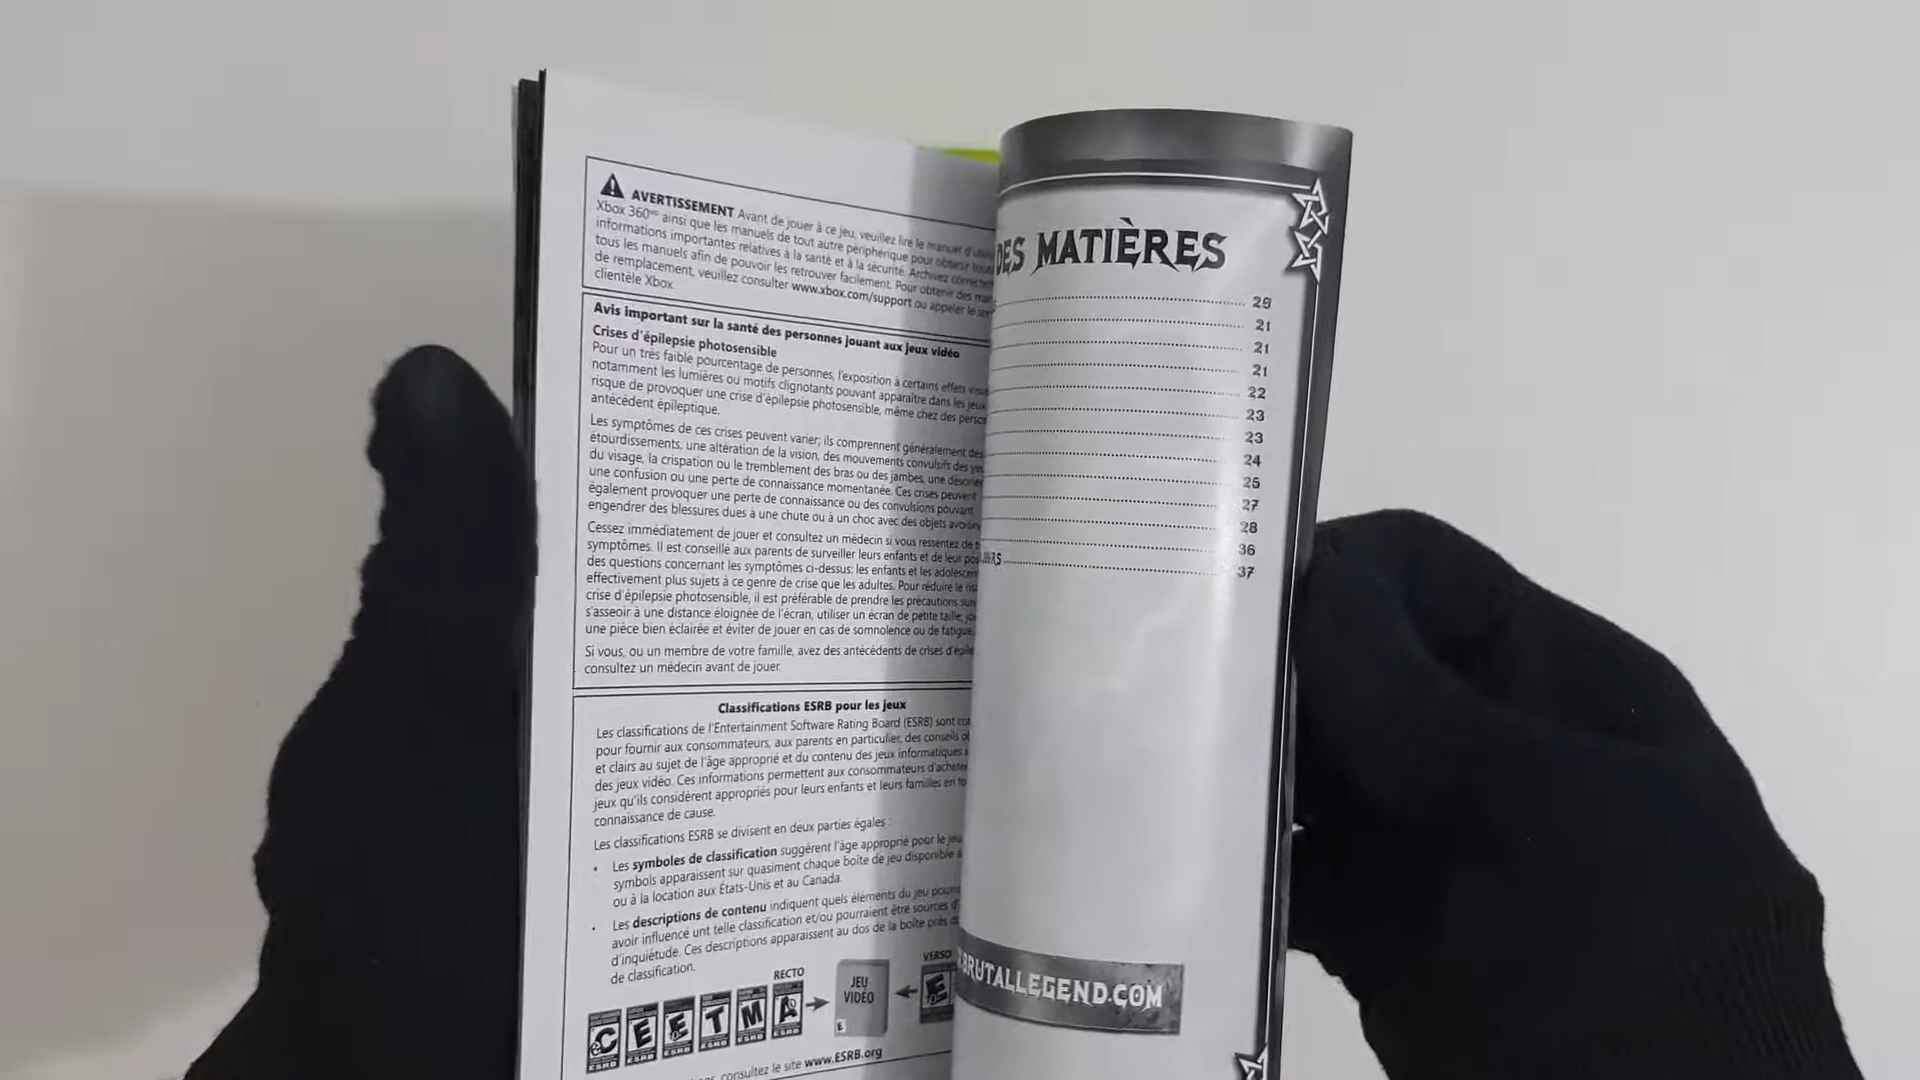 AVERTISSEMENT Avant de jouer à ce jeu, veuillez lire le manuel
Xbox 360 ainsi que les manuels de tout autre périphérique pour obtenir
informations importantes relatives à la santé et à la sécurité. Archivez
tous les manuels afin de pouvoir les retrouver facilement. Pour obtenir des
de remplacement, veuillez consulter www.xbox.com/support ou appeler le
clientèle Xbox.
Avis important sur la santé des personnes jouant aux jeux vidéo
Crises d'épilepsie photosensible
Pour un très faible pourcentage de personnes, l'exposition à certains effets
notamment les lumières ou motifs clignotants pouvant apparaître dans les jeux
risque de provoquer une crise d'épilepsie photosensible, même chez des
antécédent épileptique.
Les symptômes de ces crises peuvent varier; ils comprennent généralement des
étourdissements, une altération de la vision, des mouvements convulsifs des
du visage, la crispation ou le tremblement des bras ou des jambes, une
une confusion ou une perte de connaissance momentanée. Ces crises peuvent
également provoquer une perte de connaissance ou des convulsions pouvant
engendrer des blessures dues à une chute ou à un choc avec des objets
Cessez immédiatement de jouer et consultez un médecin si vous ressentez de
symptômes. Il est conseillé aux parents de surveiller leurs enfants et de leur
des questions concernant les symptômes ci-dessus: les enfants et les
effectivement plus sujets à ce genre de crise que les adultes. Pour réduire le
crise d'épilepsie photosensible, il est préférable de prendre les précautions
s'asseoir à une distance éloignée de l'écran, utiliser un écran de petite taille,
une pièce bien éclairée et éviter de jouer en cas de somnolence ou de fatigue.
Si vous, ou un membre de votre famille, avez des antécédents de crises
consultez un médecin avant de jouer.
Classifications ESRB pour les jeux
Les classifications de l'Entertainment Software Rating Board (ESRB) sont
pour fournir aux consommateurs, aux parents en particulier, des conseils
et clairs au sujet de l'âge approprié et du contenu des jeux informatiques
des jeux vidéo. Ces informations permettent aux consommateurs
jeux qu'ils considèrent appropriés pour leurs enfants et leurs familles en
connaissance de cause.
Les classifications ESRB se divisent en deux parties égales :
• Les symboles de classification suggèrent l'âge approprié pour le jeu
symbols apparaissent sur quasiment chaque boîte de jeu disponible à
ou à la location aux États-Unis et au Canada.
• Les descriptions de contenu indiquent quels éléments du jeu
avoir influencé unt telle classification et/ou pourraient être sources
d'inquiétude. Ces descriptions apparaissent au dos de la boîte près
de classification.
RECTO
VERSO
JEU
VIDÉO
consultez le site www.ESRB.org
DES MATIÈRES
20
21
21
21
22
23
23
24
25
27
28
36
37
BRUTALLEGEND.COM